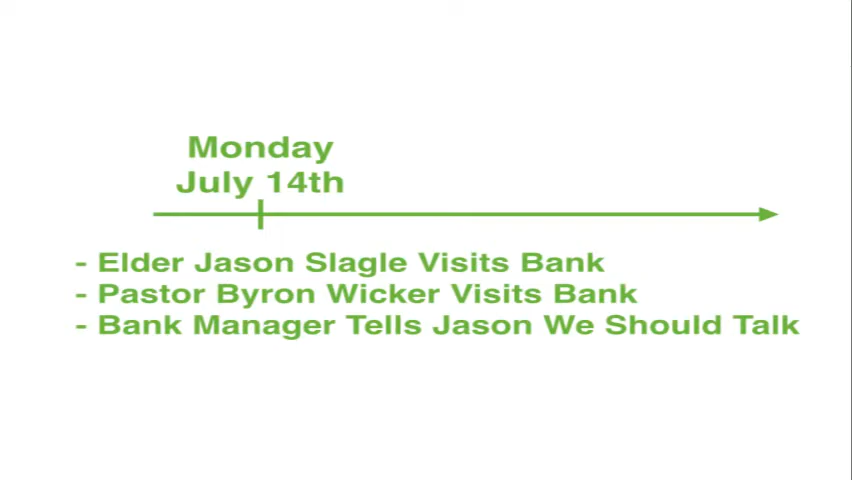 Monday
July 14th
- Elder Jason Slagle Visits Bank
- Pastor Byron Wicker Visits Bank
- Bank Manager Tells Jason We Should Talk